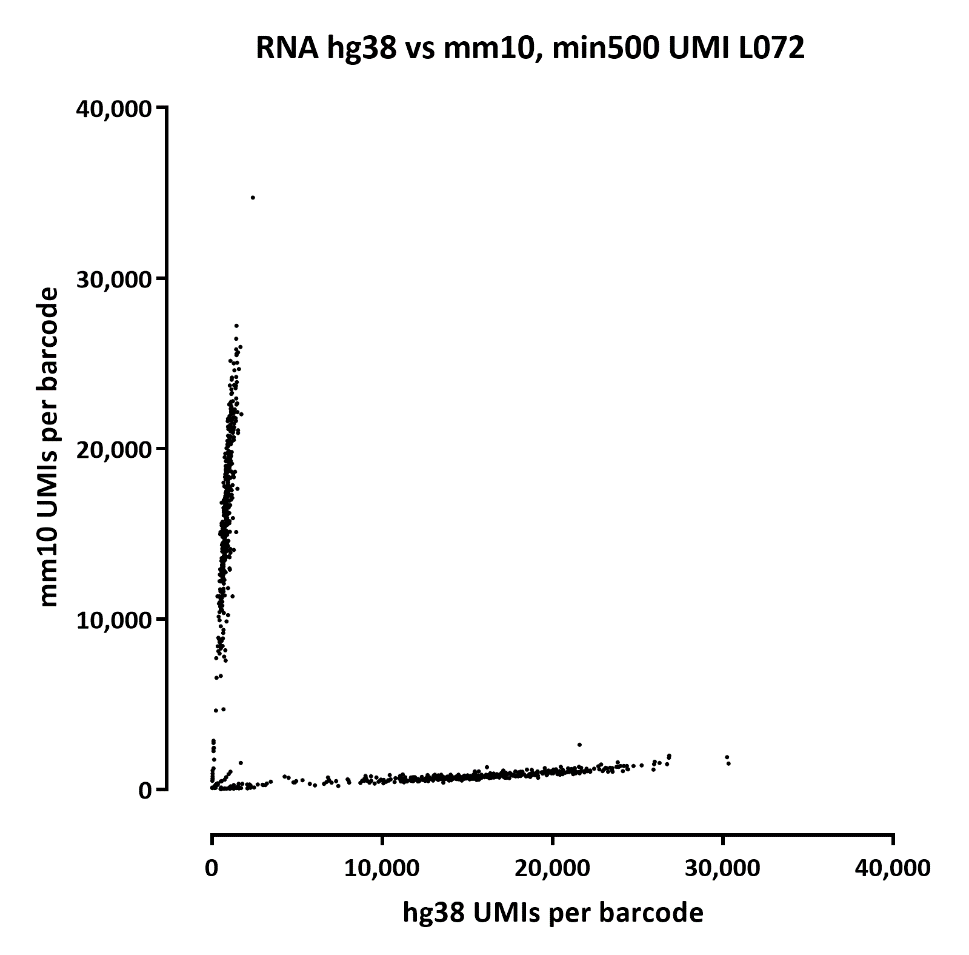 RNA hg38 vs mm10, min500 UMI L072
40,000
30,000
20,000
10,000
0
mm10 UMIs per barcode
0 10,000 20,000 30,000 40,000
hg38 UMIs per barcode